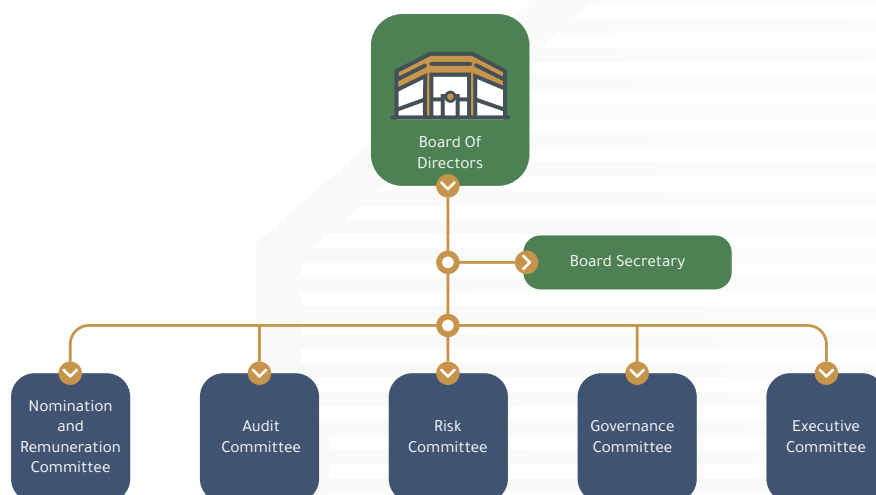 Board Of
Directors
Board Secretary
Nomination
and
Remuneration
Committee
Audit
Committee
Risk
Committee
Governance
Committee
Executive
Committee